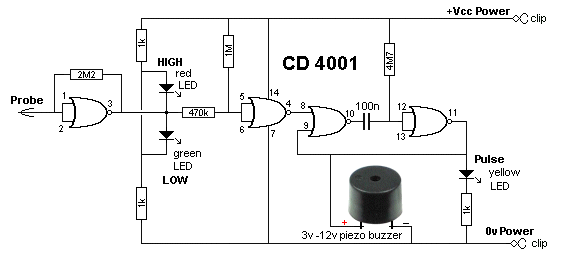 +Vcc Power
clip
1k
HIGH
red
LED
1M
CD 4001
4M7
2M2
Probe
1
2
3
470k
5
6
14
4
7
8
9
10
100n
12
13
11
green
LED
LOW
1k
Pulse
yellow
LED
1k
+
–
3v -12v piezo buzzer
0v Power
clip